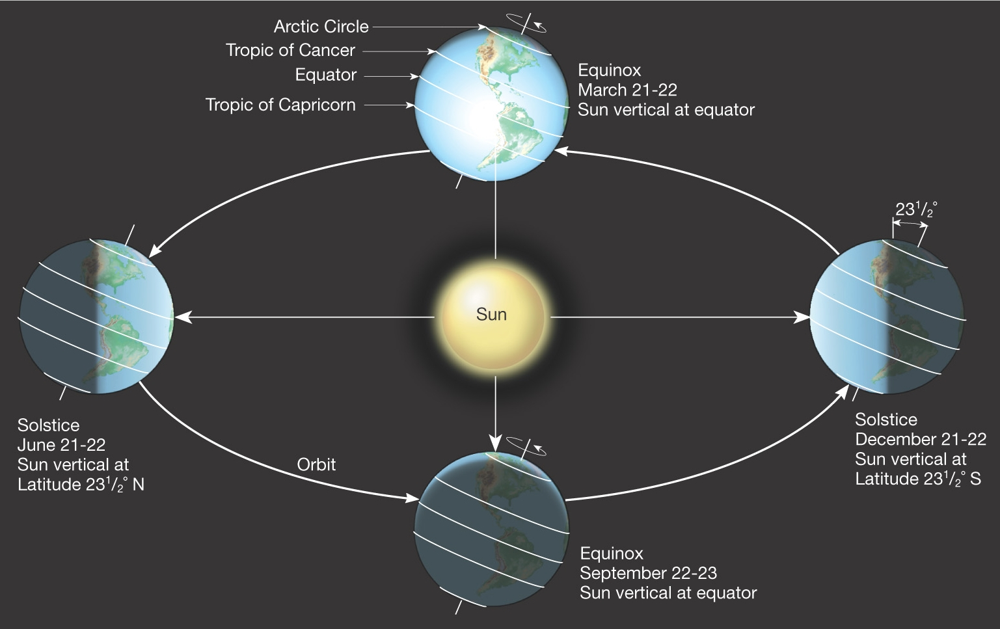 Arctic Circle
Tropic of Cancer
Equator
Tropic of Capricorn
Equinox
March 21-22
Sun vertical at equator
23¹/₂°
Sun
Solstice
June 21-22
Sun vertical at
Latitude 23¹/₂° N
Orbit
Solstice
December 21-22
Sun vertical at
Latitude 23¹/₂° S
Equinox
September 22-23
Sun vertical at equator